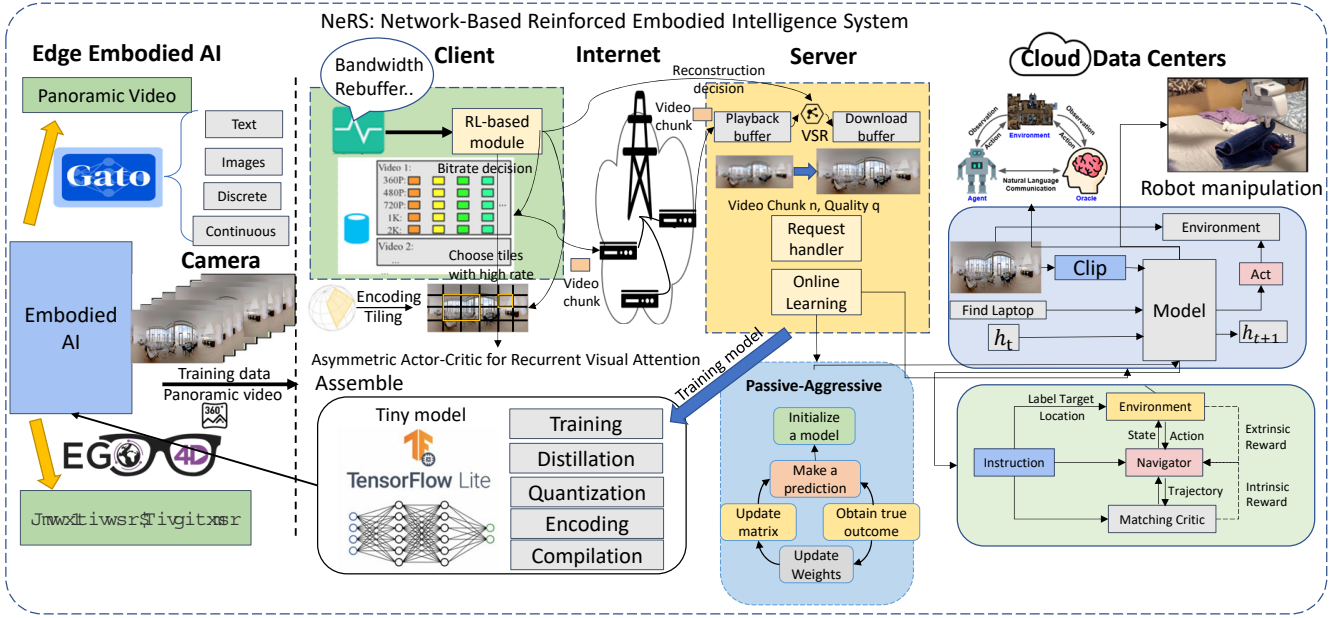 NeRS: Network-Based Reinforced Embodied Intelligence System
Edge Embodied AI
Panoramic Video
Gato
Text
Images
Discrete
Continuous
Embodied
AI
Camera
Training data
Panoramic video
360°
EGO 4D
Jmwx1tivwsr$Tivgitxmsr
Client
Bandwidth
Rebuffer..
RL-based
module
Bitrate decision
Video 1:
360P:
480P:
720P:
1K:
2K:
...
Video 2:
...
...
Choose tiles
with high rate
Encoding
Tiling
Asymmetric Actor-Critic for Recurrent Visual Attention
Assemble
Tiny model
TensorFlow Lite
Training
Distillation
Quantization
Encoding
Compilation
Internet
Video
chunk
Video
chunk
Server
Reconstruction
decision
Playback
buffer
VSR
Download
buffer
Video Chunk n, Quality q
Request
handler
Online
Learning
Training model
Passive-Aggressive
Initialize
a model
Make a
prediction
Update
matrix
Obtain true
outcome
Update
Weights
Cloud Data Centers
Observation
Action
Environment
Observation
Action
Natural Language
Communication
Agent
Oracle
Robot manipulation
Environment
Clip
Act
Model
Find Laptop
h_t
h_{t+1}
Label Target
Location
Environment
State
Action
Extrinsic
Reward
Instruction
Navigator
Trajectory
Intrinsic
Reward
Matching Critic